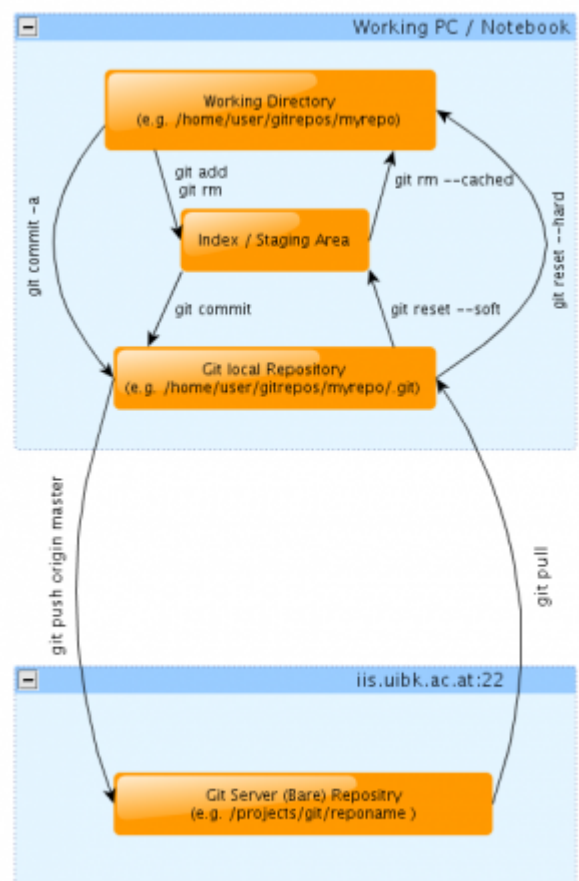 Working PC / Notebook
Working Directory
(e.g. /home/user/gitrepos/myrepo)
git add
git rm
git rm --cached
git commit -a
git reset --hard
Index / Staging Area
git commit
git reset --soft
Git local Repository
(e.g. /home/user/gitrepos/myrepo/.git)
git push origin master
git pull
iis.uibk.ac.at:22
Git Server (Bare) Repositry
(e.g. /projects/git/reponame )